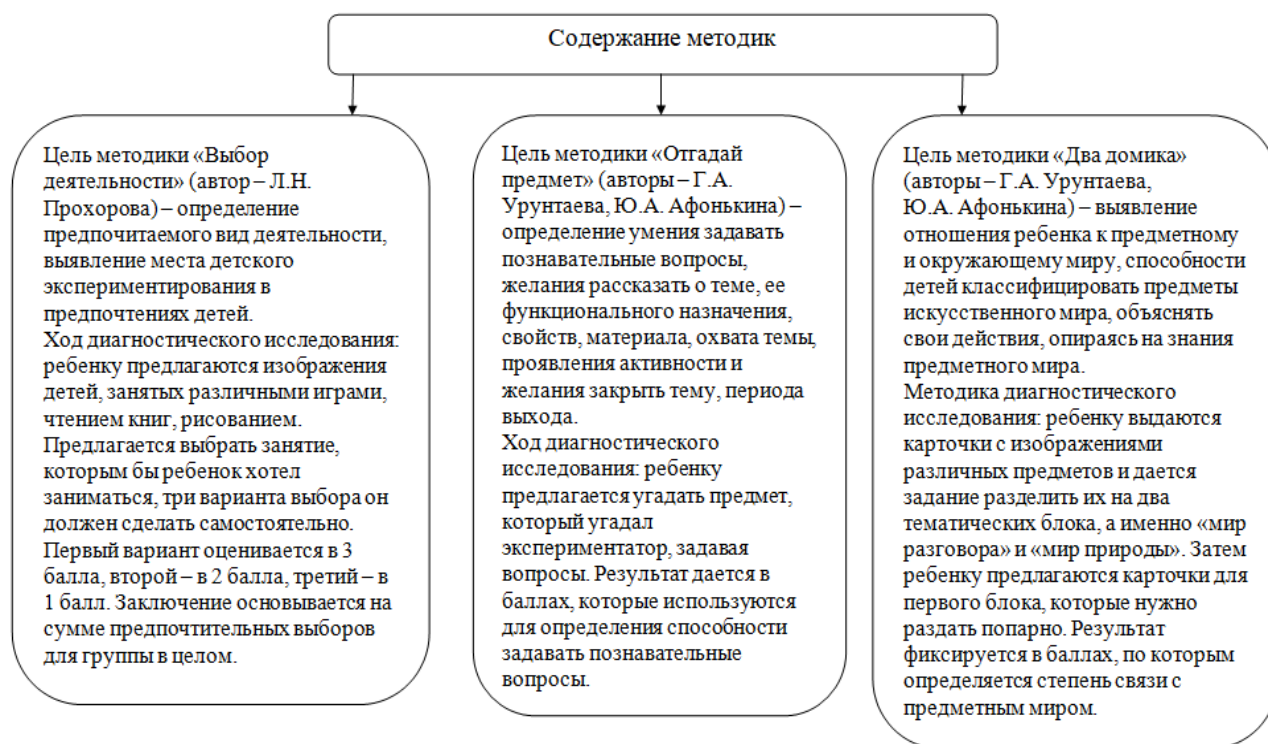 Содержание методик
Цель методики «Выбор
деятельности» (автор – Л.Н.
Прохорова) – определение
предпочитаемого вид деятельности,
выявление места детского
экспериментирования в
предпочтениях детей.
Ход диагностического исследования:
ребенку предлагаются изображения
детей, занятых различными играми,
чтением книг, рисованием.
Предлагается выбрать занятие,
которым бы ребенок хотел
заниматься, три варианта выбора он
должен сделать самостоятельно.
Первый вариант оценивается в 3
балла, второй – в 2 балла, третий – в
1 балл. Заключение основывается на
сумме предпочтительных выборов
для группы в целом.
Цель методики «Отгадай
предмет» (авторы – Г.А.
Урунтаева, Ю.А. Афонькина) –
определение умения задавать
познавательные вопросы,
желания рассказать о теме, ее
функционального назначения,
свойств, материала, охвата темы,
проявления активности и
желания закрыть тему, периода
выхода.
Ход диагностического
исследования: ребенку
предлагается угадать предмет,
который угадал
экспериментатор, задавая
вопросы. Результат дается в
баллах, которые используются
для определения способности
задавать познавательные
вопросы.
Цель методики «Два домика»
(авторы – Г.А. Урунтаева,
Ю.А. Афонькина) – выявление
отношения ребенка к предметному
и окружающему миру, способности
детей классифицировать предметы
искусственного мира, объяснять
свои действия, опираясь на знания
предметного мира.
Методика диагностического
исследования: ребенку выдаются
карточки с изображениями
различных предметов и дается
задание разделить их на два
тематических блока, а именно «мир
разговора» и «мир природы». Затем
ребенку предлагаются карточки для
первого блока, которые нужно
раздать попарно. Результат
фиксируется в баллах, по которым
определяется степень связи с
предметным миром.